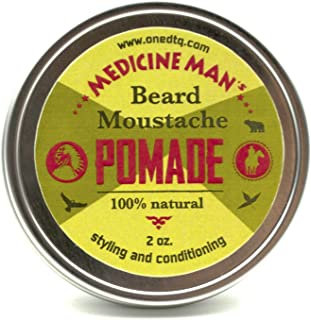 www.onedtq.com
MEDICINE MAN's
Beard
Moustache
POMADE
100% natural
2 oz.
styling and conditioning